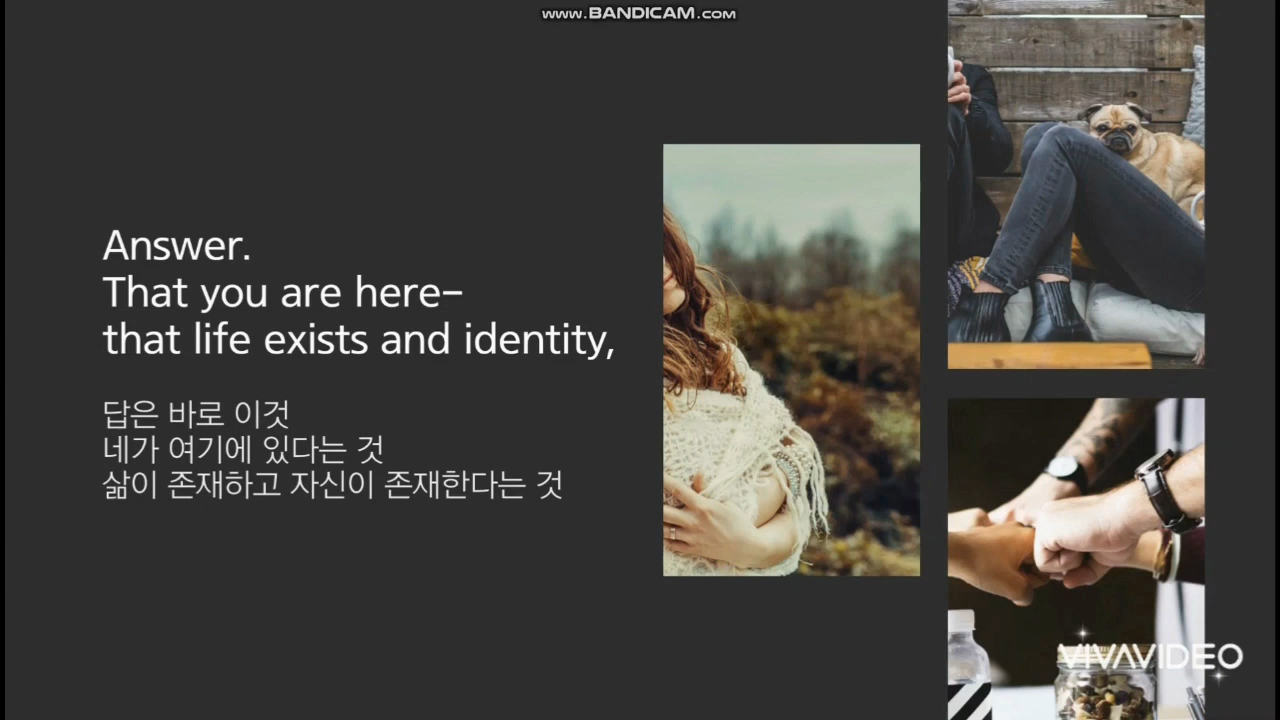 www.BANDICAM.com
Answer.
That you are here–
that life exists and identity,
답은 바로 이것
네가 여기에 있다는 것
삶이 존재하고 자신이 존재한다는 것
VIVAVIDEO